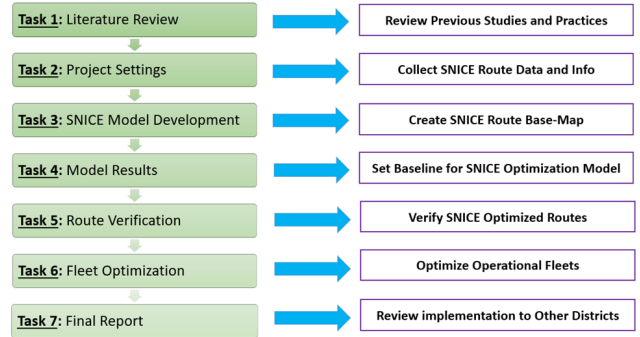 Task 1: Literature Review
Review Previous Studies and Practices
Task 2: Project Settings
Collect SNICE Route Data and Info
Task 3: SNICE Model Development
Create SNICE Route Base-Map
Task 4: Model Results
Set Baseline for SNICE Optimization Model
Task 5: Route Verification
Verify SNICE Optimized Routes
Task 6: Fleet Optimization
Optimize Operational Fleets
Task 7: Final Report
Review implementation to Other Districts